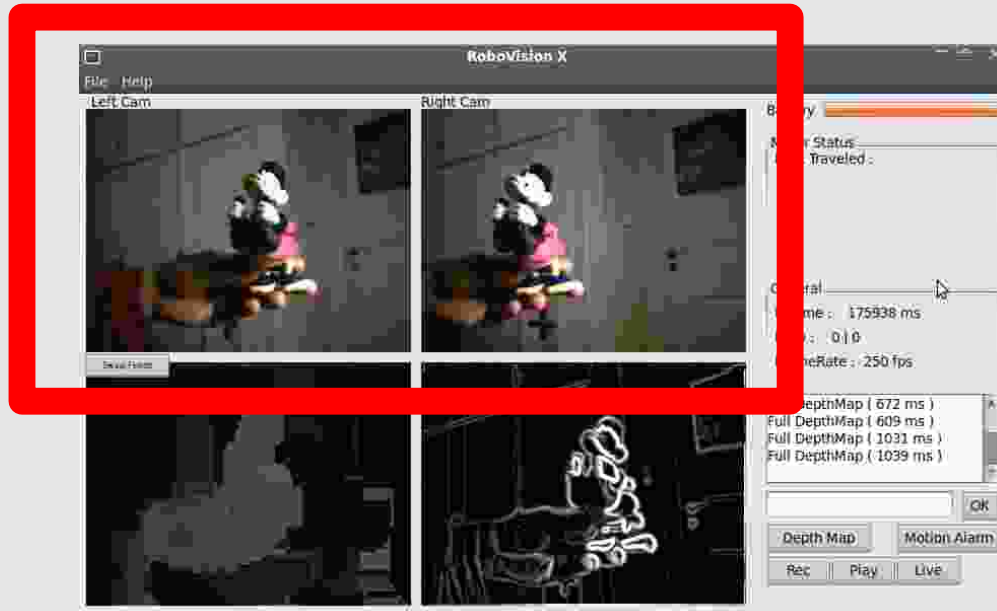 RoboVision X
File Help
Left Cam
Right Cam
Status
Traveled :
175938 ms
0|0
250 fps
DepthMap ( 672 ms )
Full DepthMap ( 609 ms )
Full DepthMap ( 1031 ms )
Full DepthMap ( 1039 ms )
OK
Depth Map
Motion Alarm
Rec
Play
Live